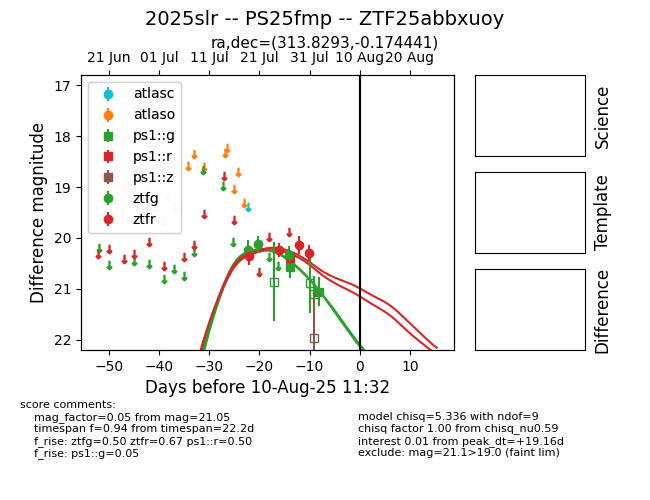 2025slr -- PS25fmp -- ZTF25abbxuoy
ra,dec=(313.8293,-0.174441)
21 Jun 01 Jul 11 Jul 21 Jul 31 Jul 10 Aug 20 Aug
17
18
19
20
21
22
Difference magnitude
atlasc
atlaso
ps1::g
ps1::r
ps1::z
ztfg
ztfr
−50 −40 −30 −20 −10 0 10
Days before 10-Aug-25 11:32
Science
Template
Difference
score comments:
mag_factor=0.05 from mag=21.05
timespan f=0.94 from timespan=22.2d
f_rise: ztfg=0.50 ztfr=0.67 ps1::r=0.50
f_rise: ps1::g=0.05
model chisq=5.336 with ndof=9
chisq factor 1.00 from chisq_nu0.59
interest 0.01 from peak_dt=+19.16d
exclude: mag=21.1>19.0 (faint lim)